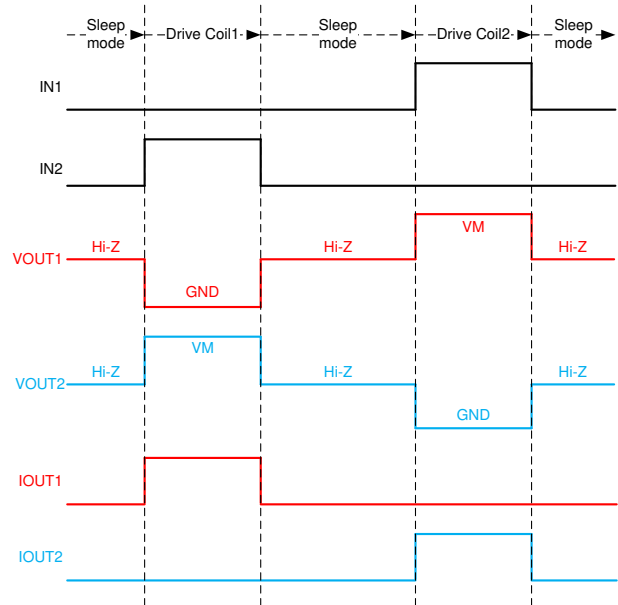 Sleep mode
Drive Coil1
Sleep mode
Drive Coil2
Sleep mode
IN1
IN2
VOUT1
Hi-Z
GND
Hi-Z
VM
Hi-Z
VOUT2
Hi-Z
VM
Hi-Z
GND
Hi-Z
IOUT1
IOUT2